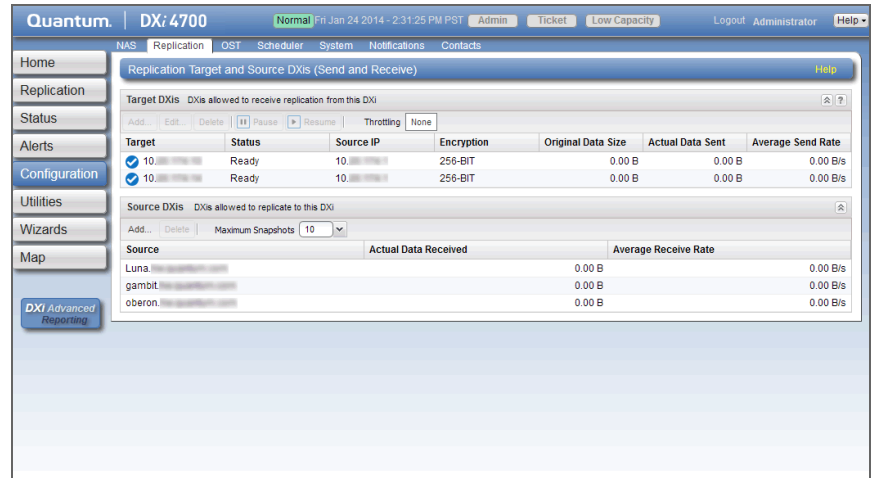 Quantum. DXi 4700 Normal Fri Jan 24 2014 - 2:31:25 PM PST Admin Ticket Low Capacity Logout Administrator Help
NAS Replication OST Scheduler System Notifications Contacts
Home
Replication
Status
Alerts
Configuration
Utilities
Wizards
Map
DXi Advanced
Reporting
Replication Target and Source DXis (Send and Receive) Help
Target DXis DXis allowed to receive replication from this DXi ?
Add... Edit... Delete Pause Resume Throttling None
Target Status Source IP Encryption Original Data Size Actual Data Sent Average Send Rate
10. Ready 10. 256-BIT 0.00 B 0.00 B 0.00 B/s
10. Ready 10. 256-BIT 0.00 B 0.00 B 0.00 B/s
Source DXis DXis allowed to replicate to this DXi
Add... Delete Maximum Snapshots 10
Source Actual Data Received Average Receive Rate
Luna. 0.00 B 0.00 B/s
gambit. 0.00 B 0.00 B/s
oberon. 0.00 B 0.00 B/s